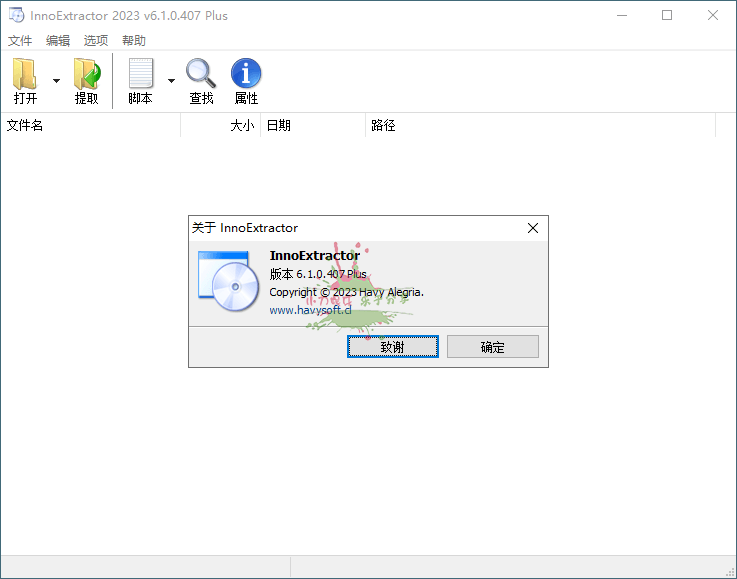 InnoExtractor 2023 v6.1.0.407 Plus
文件 编辑 选项 帮助
打开 提取 脚本 查找 属性
文件名 大小 日期 路径
关于 InnoExtractor
InnoExtractor
版本 6.1.0.407 Plus
Copyright © 2023 Havy Alegria.
www.havysoft.cl
致谢 确定